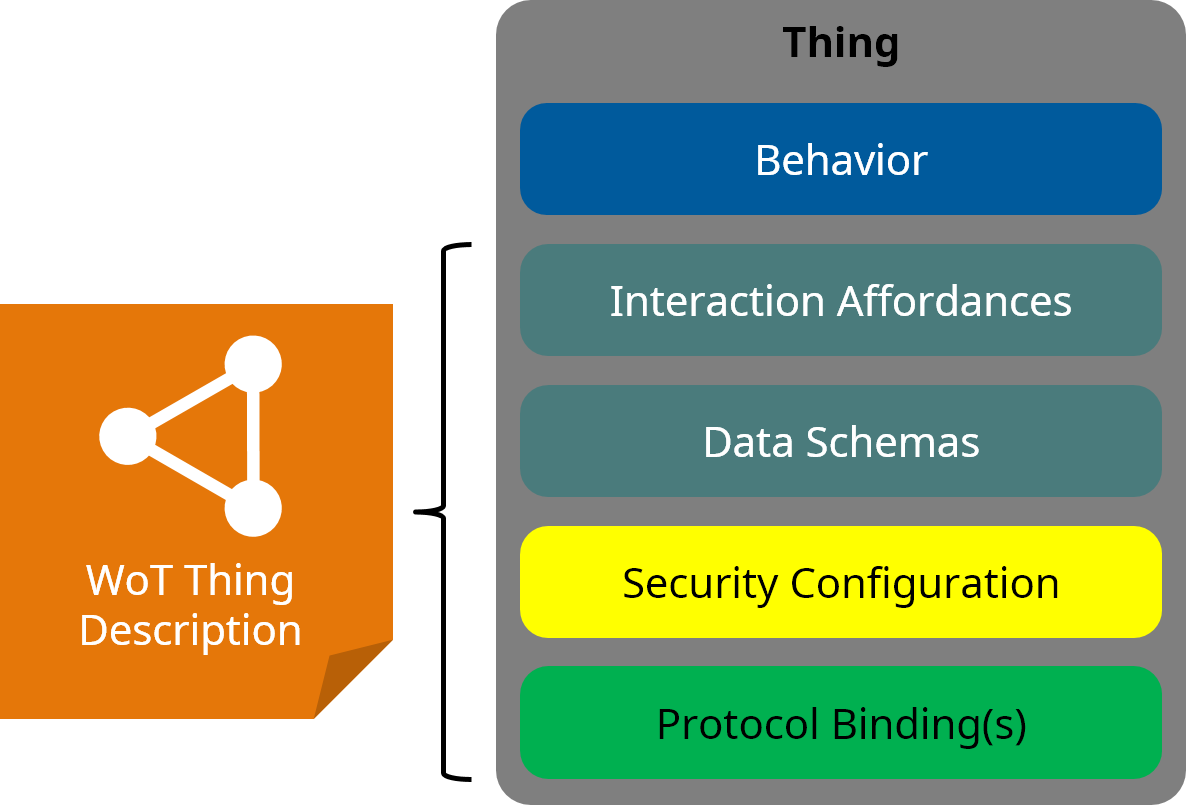 Thing
Behavior
Interaction Affordances
Data Schemas
Security Configuration
Protocol Binding(s)
WoT Thing
Description